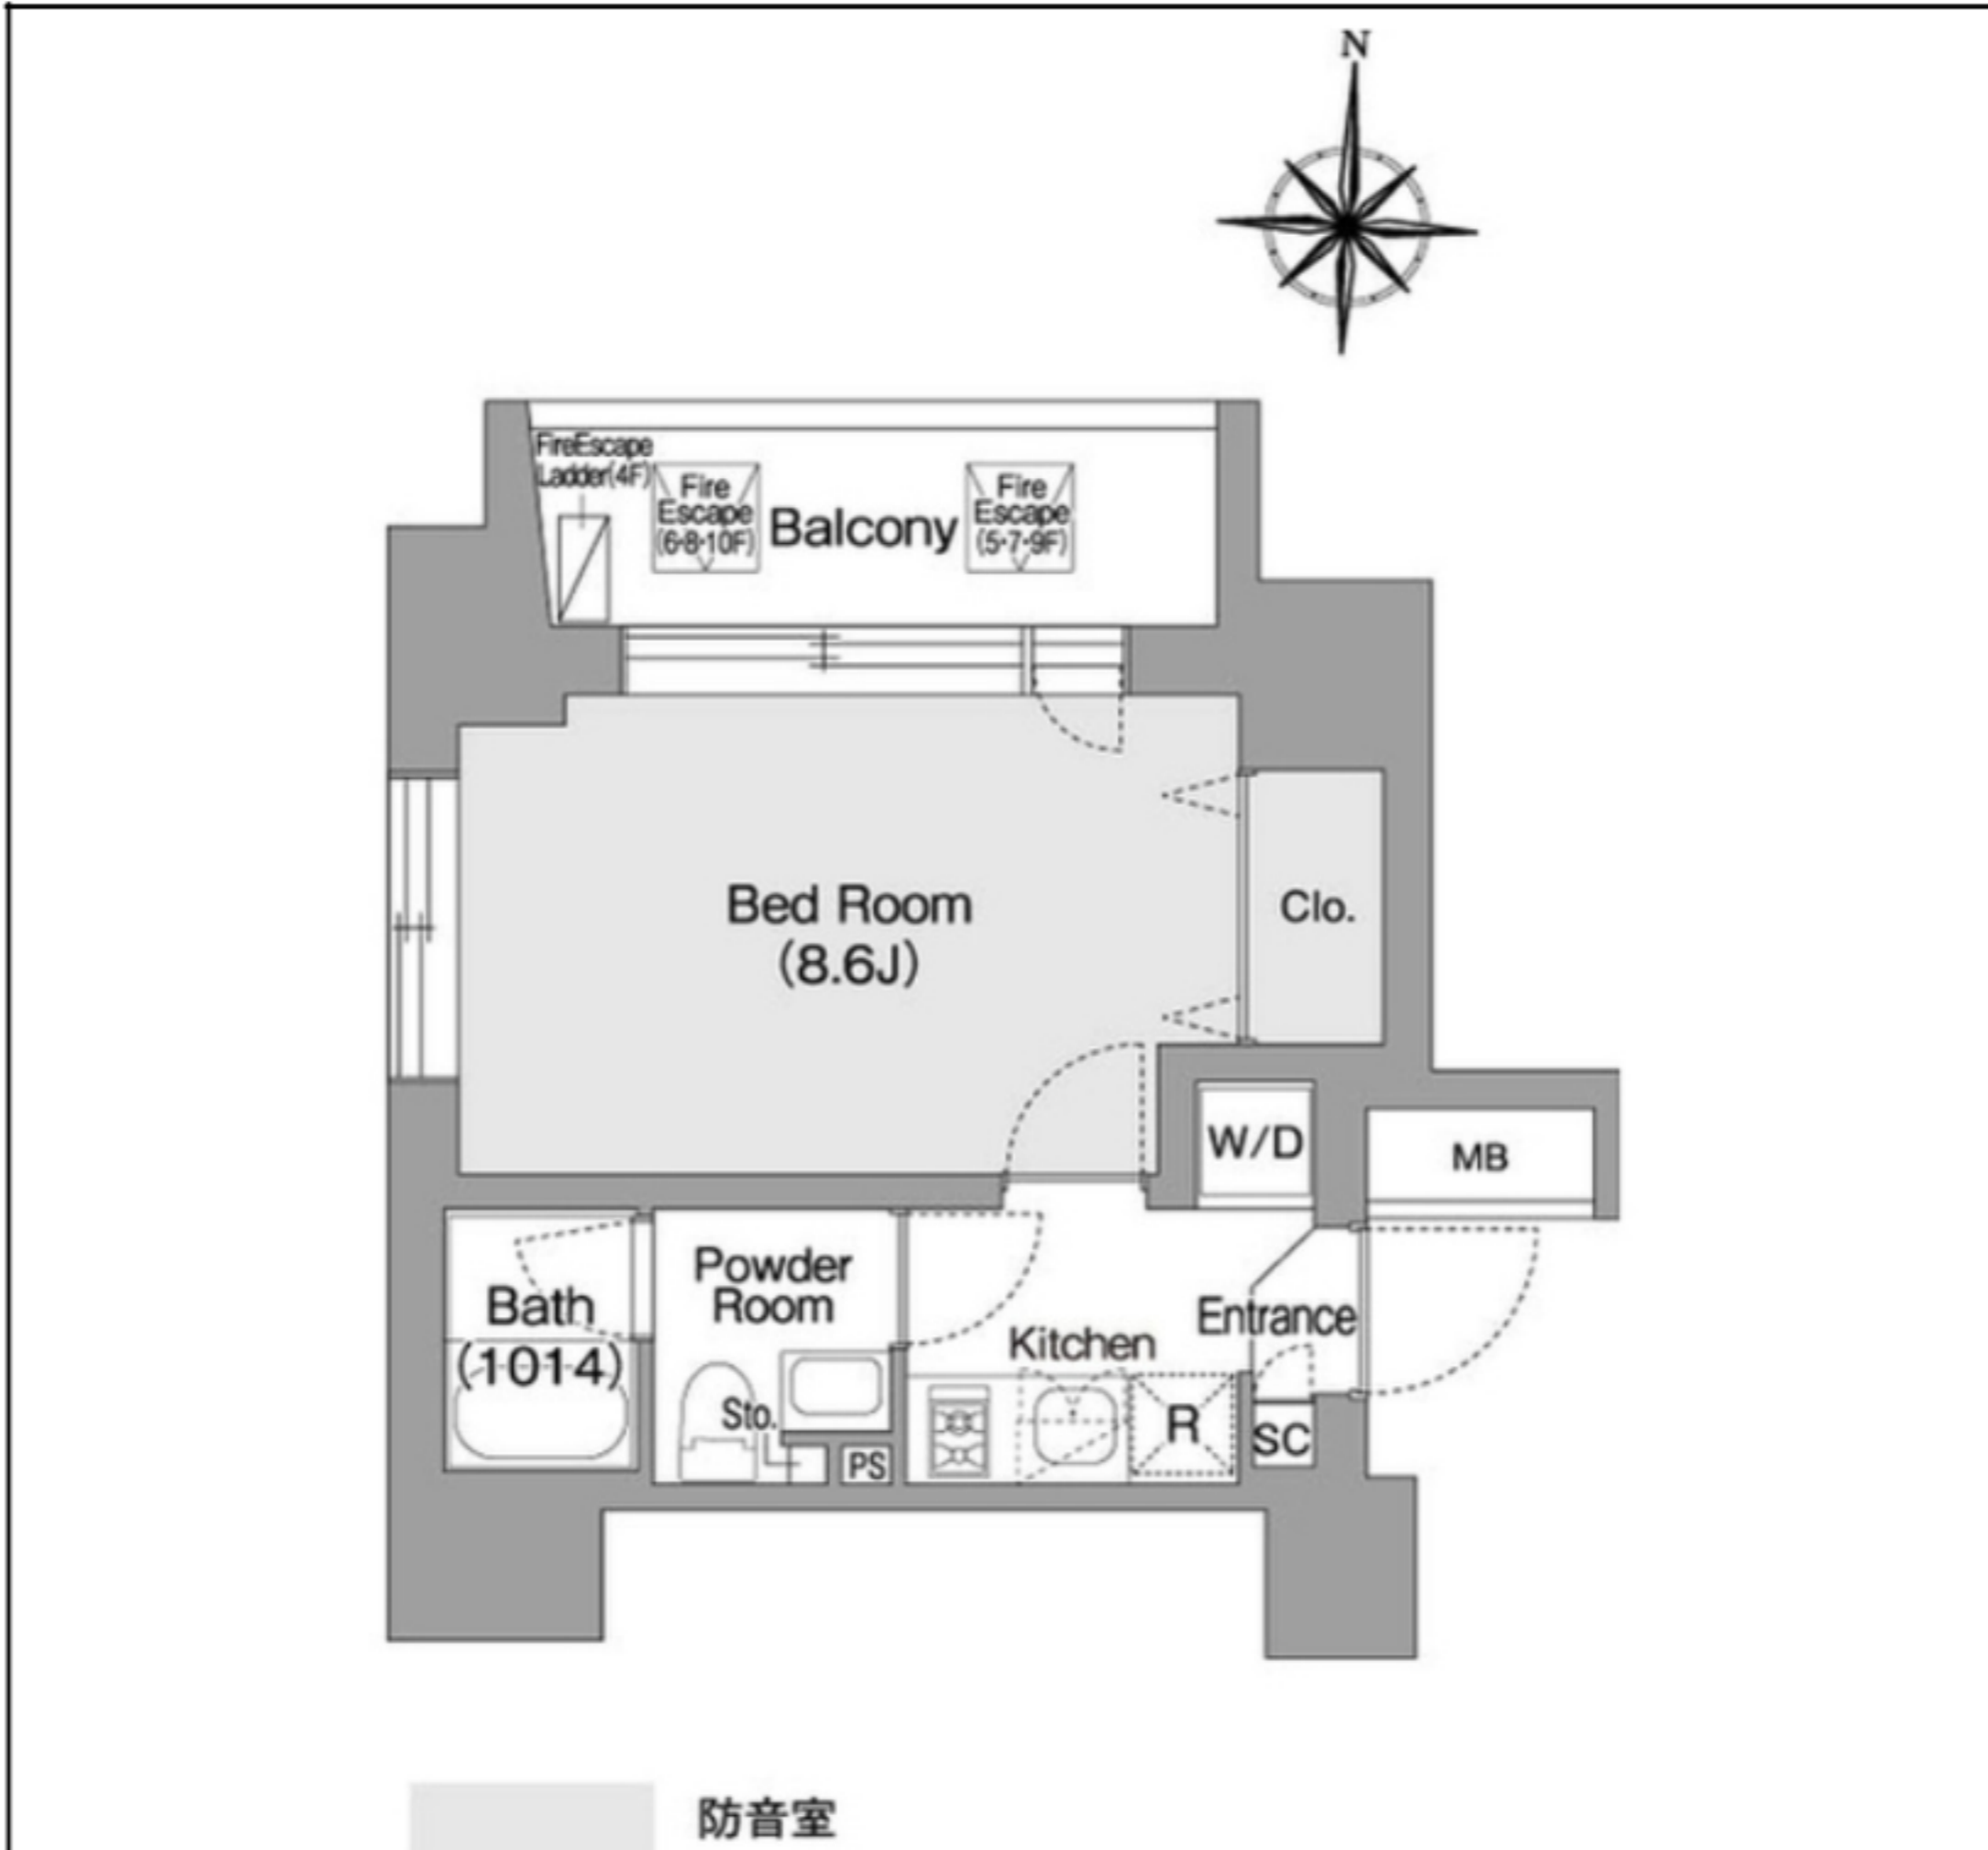 N
FireEscape
Ladder(4F)
Fire
Escape
(6·8·10F)
Balcony
Fire
Escape
(5·7·9F)
Bed Room
(8.6J)
Clo.
W/D
MB
Powder
Room
Bath
(1014)
Entrance
Kitchen
Sto.
R
SC
PS
防音室